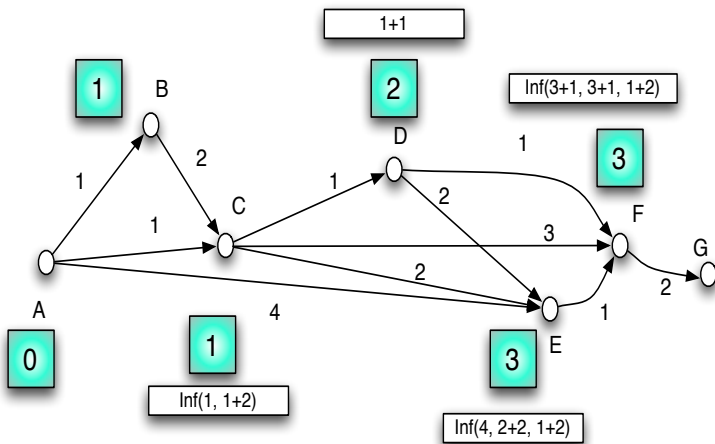 1+1
1
B
2
Inf(3+1, 3+1, 1+2)
D
1
3
2
1
1
2
F
C
1
3
G
A
2
2
4
1
0
1
E
3
Inf(1, 1+2)
Inf(4, 2+2, 1+2)